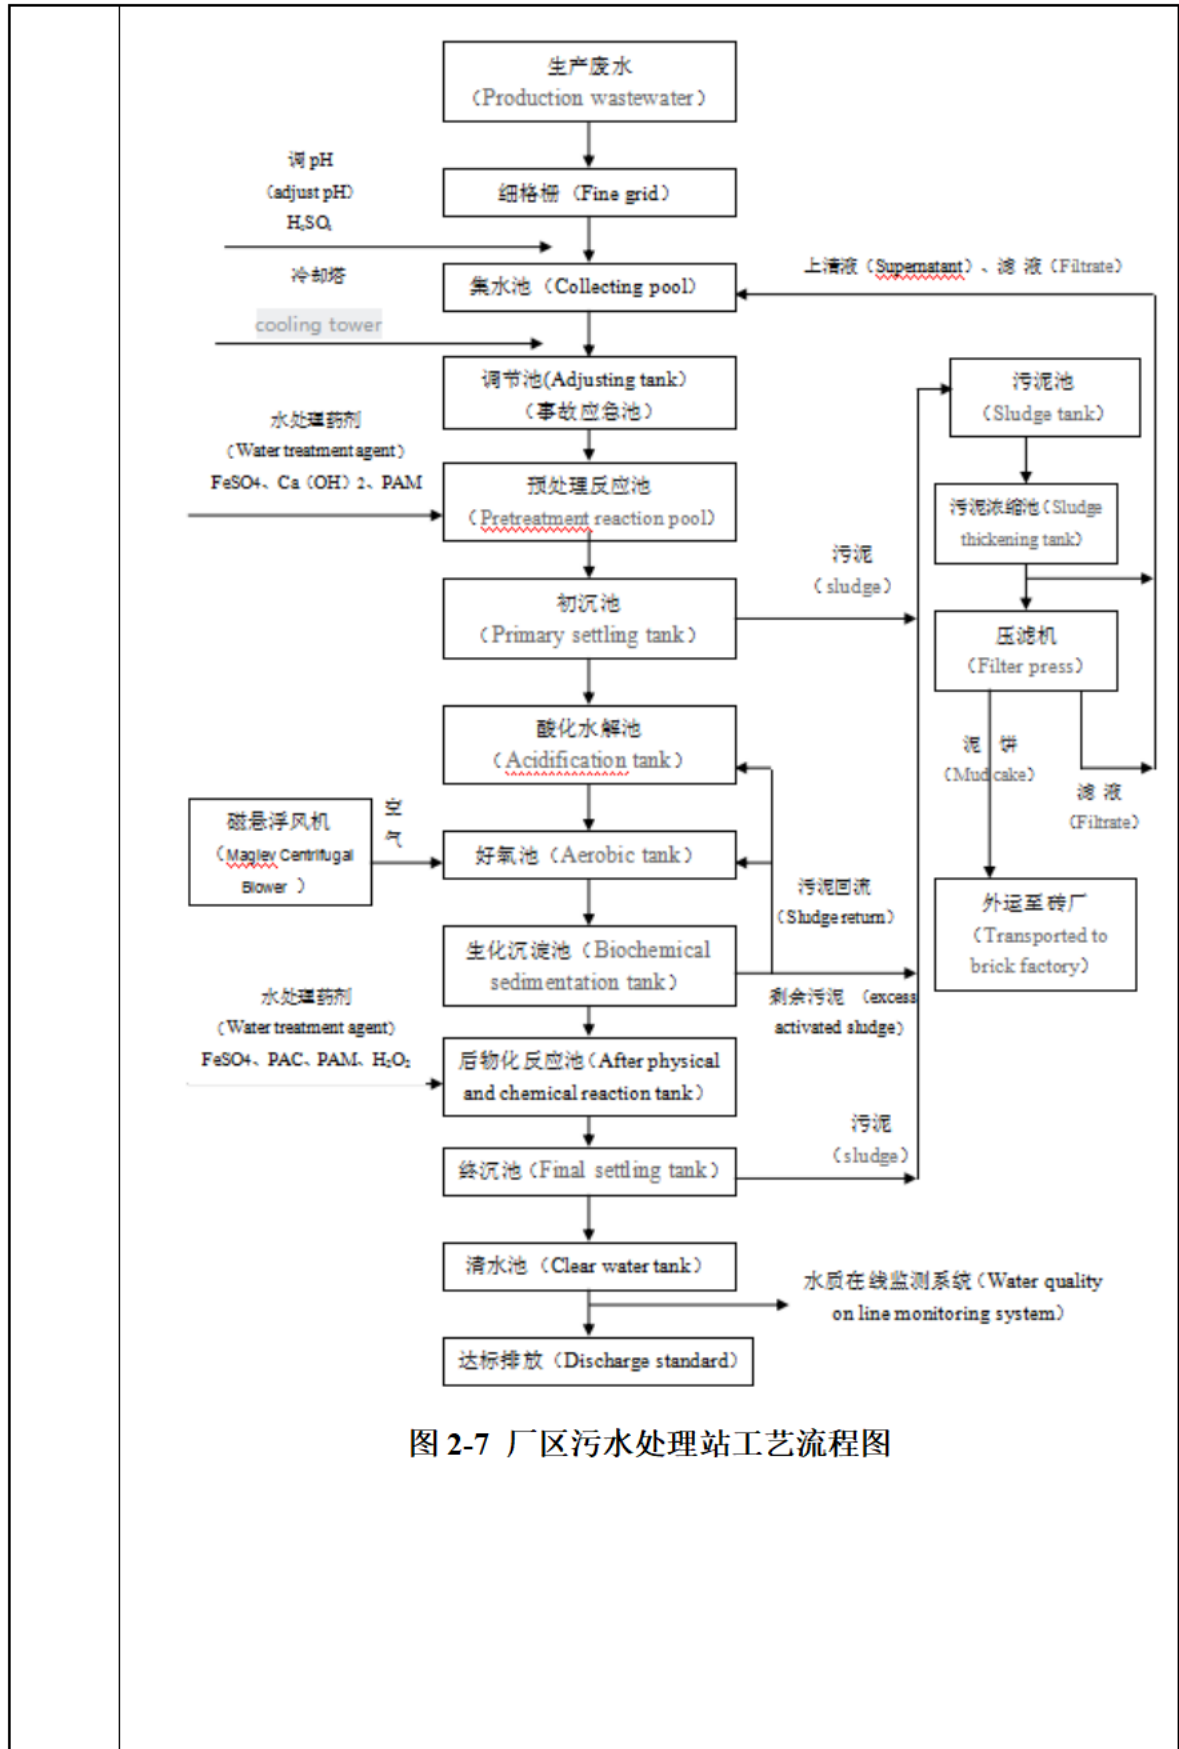 生产废水
（Production wastewater）
调 pH
（adjust pH）
H₂SO₄
细格栅（Fine grid）
冷却塔
集水池（Collecting pool）
上清液（Supernatant）、滤 液（Filtrate）
cooling tower
调节池(Adjusting tank）
（事故应急池）
污泥池
（Sludge tank）
水处理药剂
（Water treatment agent）
FeSO4、Ca（OH）2、PAM
预处理反应池
（Pretreatment reaction pool）
污泥浓缩池（Sludge
thickening tank）
污泥
（sludge）
初沉池
（Primary settling tank）
压滤机
（Filter press）
酸化水解池
（Acidification tank）
泥 饼
（Mud cake）
滤 液
（Filtrate）
磁悬浮风机
（Maglev Centrifugal
Blower ）
空
气
好氧池（Aerobic tank）
污泥回流
（Sludge return）
外运至砖厂
（Transported to
brick factory）
生化沉淀池（Biochemical
sedimentation tank）
剩余污泥 （excess
activated sludge）
水处理药剂
（Water treatment agent）
FeSO4、PAC、PAM、H₂O₂
后物化反应池（After physical
and chemical reaction tank）
污泥
（sludge）
终沉池（Final settling tank）
清水池（Clear water tank）
水质在线监测系统（Water quality
on line monitoring system）
达标排放（Discharge standard）
图 2-7 厂区污水处理站工艺流程图